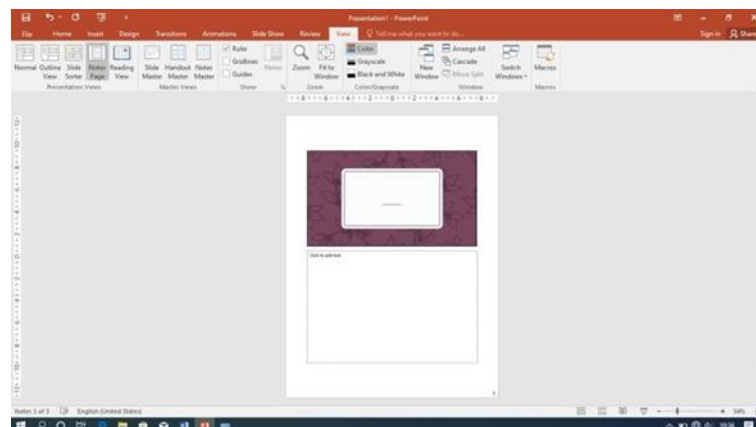 Presentation1 - PowerPoint
File Home Insert Design Transitions Animations Slide Show Review View Tell me what you want to do... Sign in Share
Normal Outline View Slide Sorter Notes Page Reading View
Slide Master Handout Master Notes Master
Ruler
Gridlines
Guides
Notes
Zoom Fit to Window
Color
Grayscale
Black and White
New Window
Arrange All
Cascade
Move Split
Switch Windows
Macros
Presentation Views Master Views Show Zoom Color/Grayscale Window Macros
Click to add text
Notes 1 of 1 English (United States) 54%